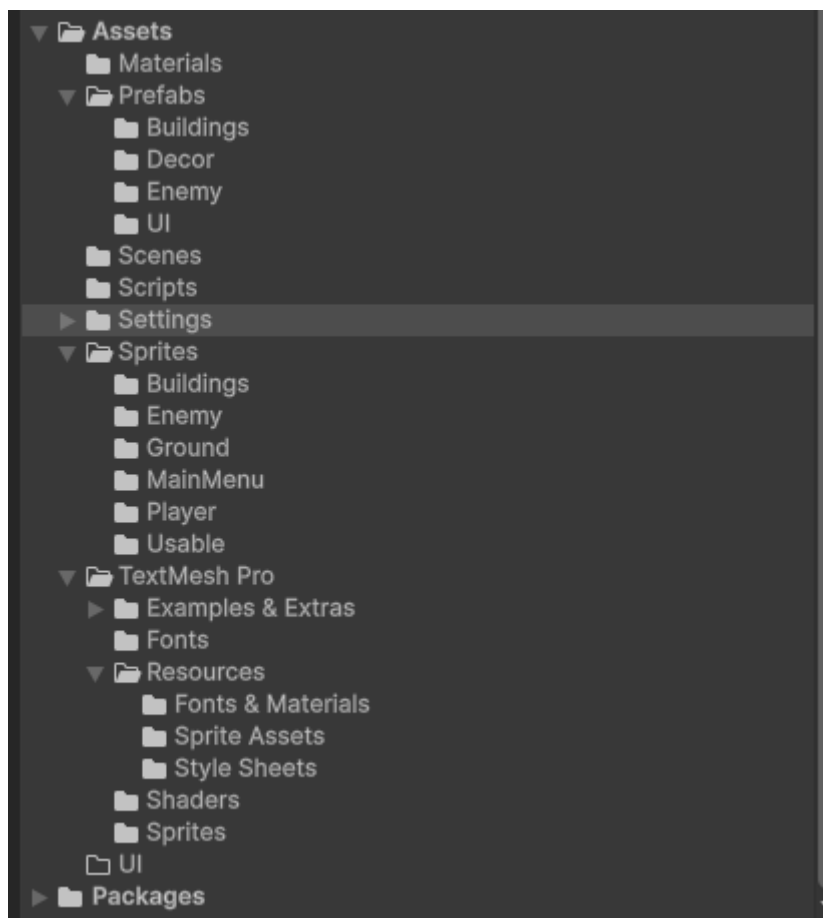 Assets
Materials
Prefabs
Buildings
Decor
Enemy
UI
Scenes
Scripts
Settings
Sprites
Buildings
Enemy
Ground
MainMenu
Player
Usable
TextMesh Pro
Examples & Extras
Fonts
Resources
Fonts & Materials
Sprite Assets
Style Sheets
Shaders
Sprites
UI
Packages